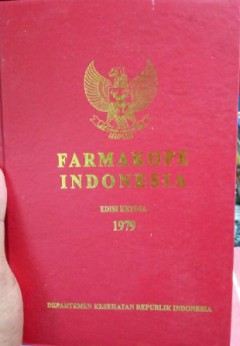 FARMAKOPE
INDONESIA
EDISI KETIGA
1979
DEPARTEMEN KESEHATAN REPUBLIK INDONESIA